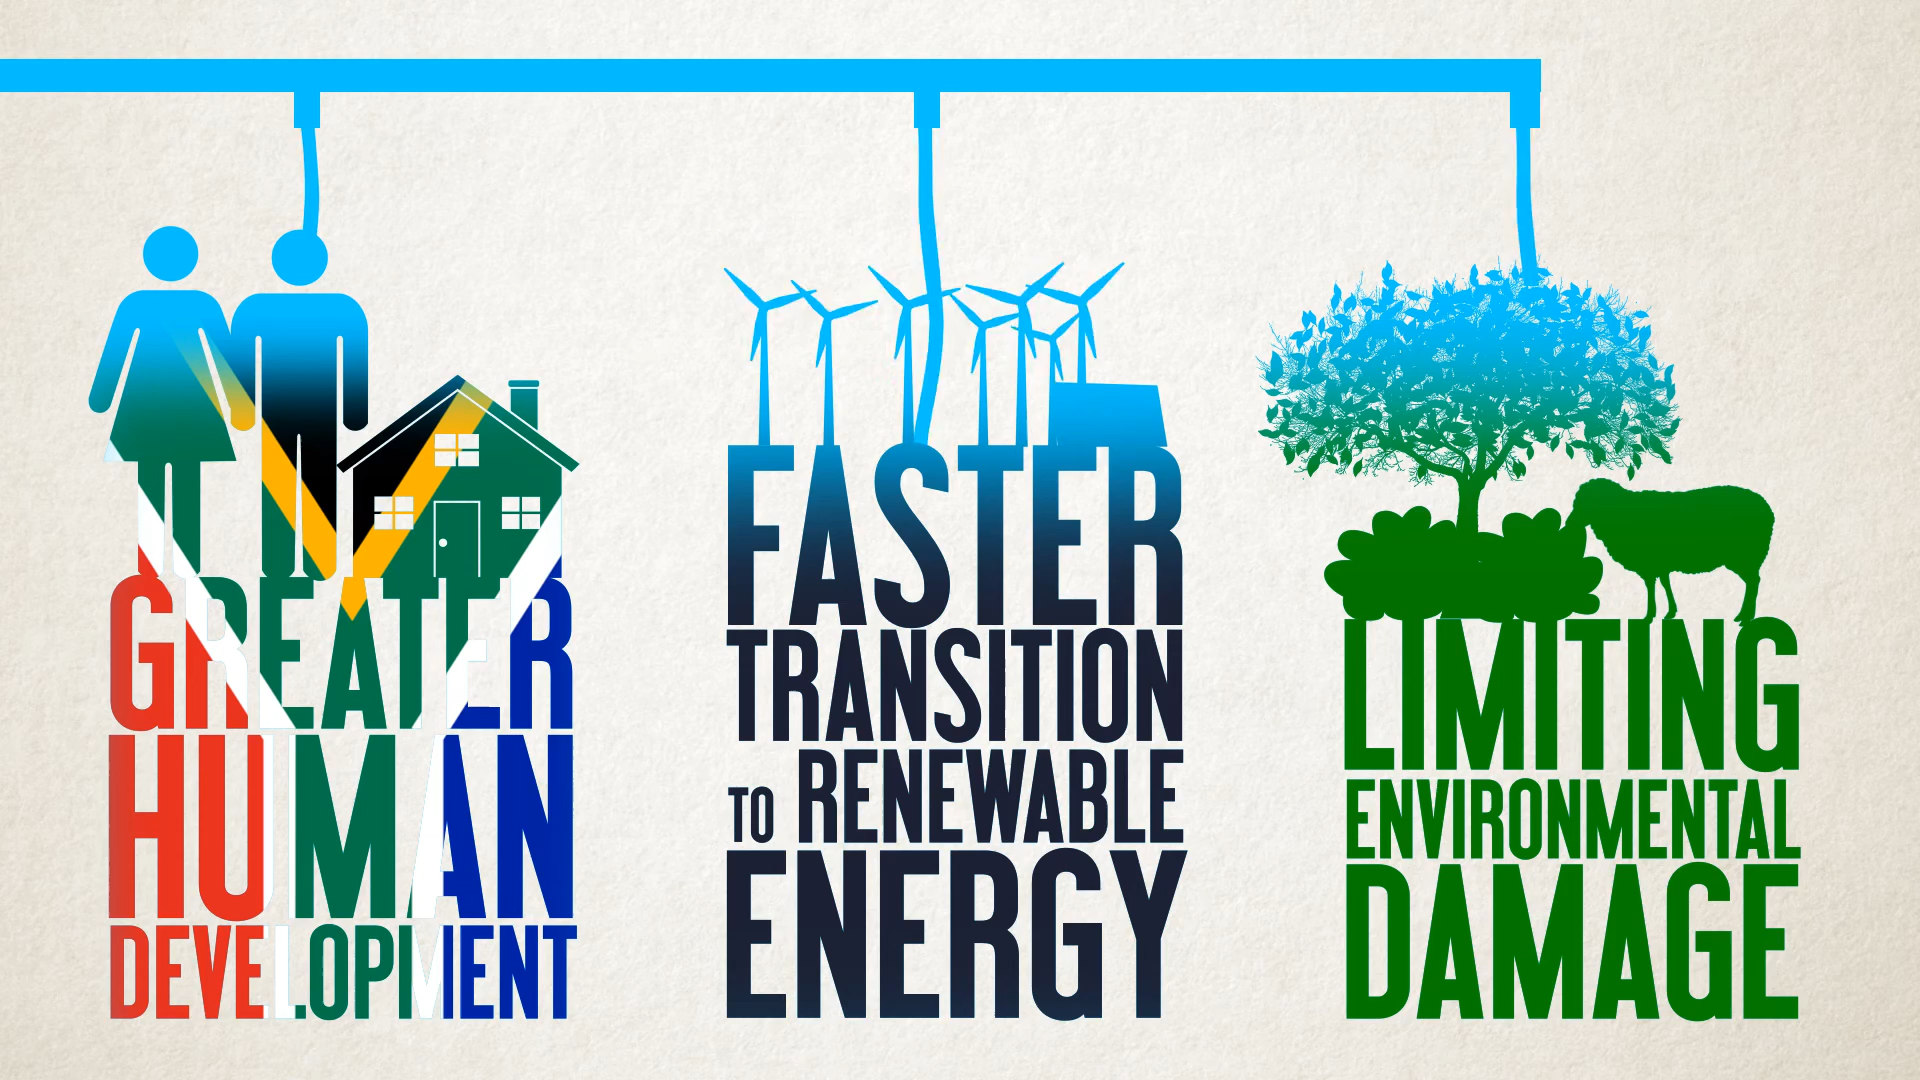 GREATER
HUMAN
DEVELOPMENT
FASTER
TRANSITION
TO RENEWABLE
ENERGY
LIMITING
ENVIRONMENTAL
DAMAGE